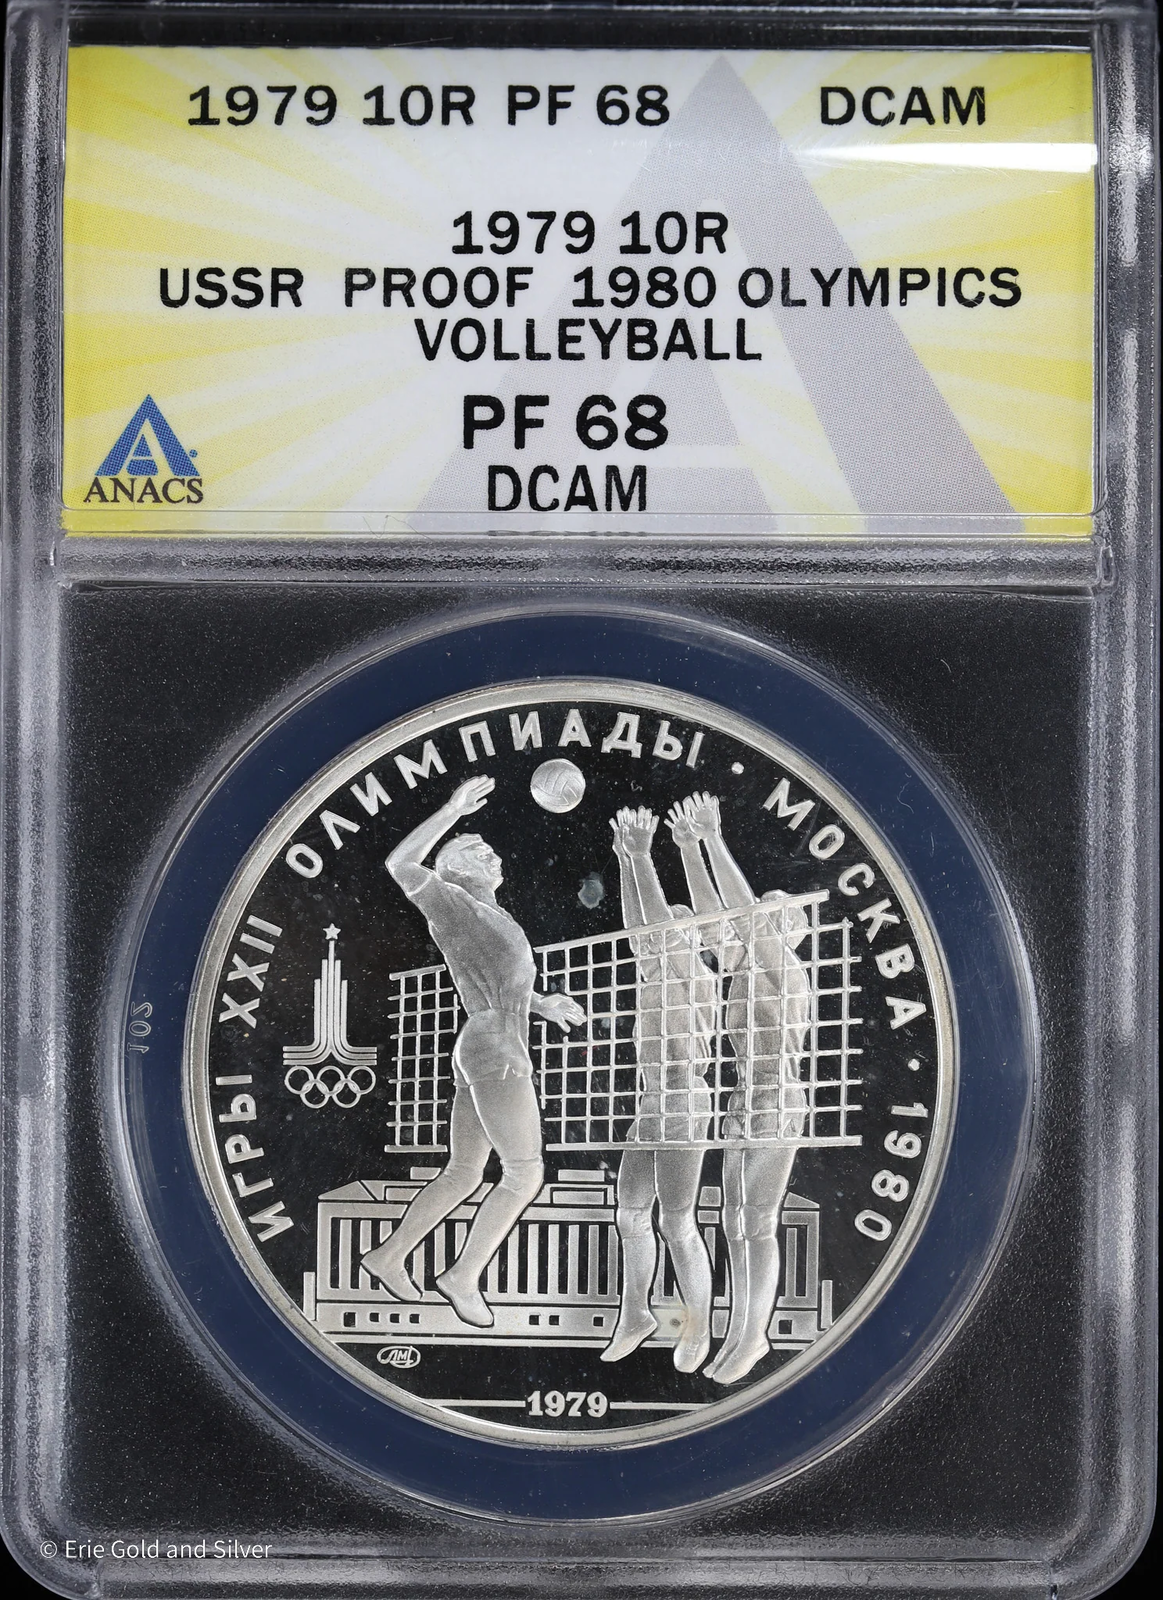 1979 10R PF 68 DCAM
1979 10R
USSR PROOF 1980 OLYMPICS
VOLLEYBALL
PF 68
DCAM
ANACS
ИГРЫ XXII ОЛИМПИАДЫ · МОСКВА · 1980
ЛМД
1979
© Erie Gold and Silver